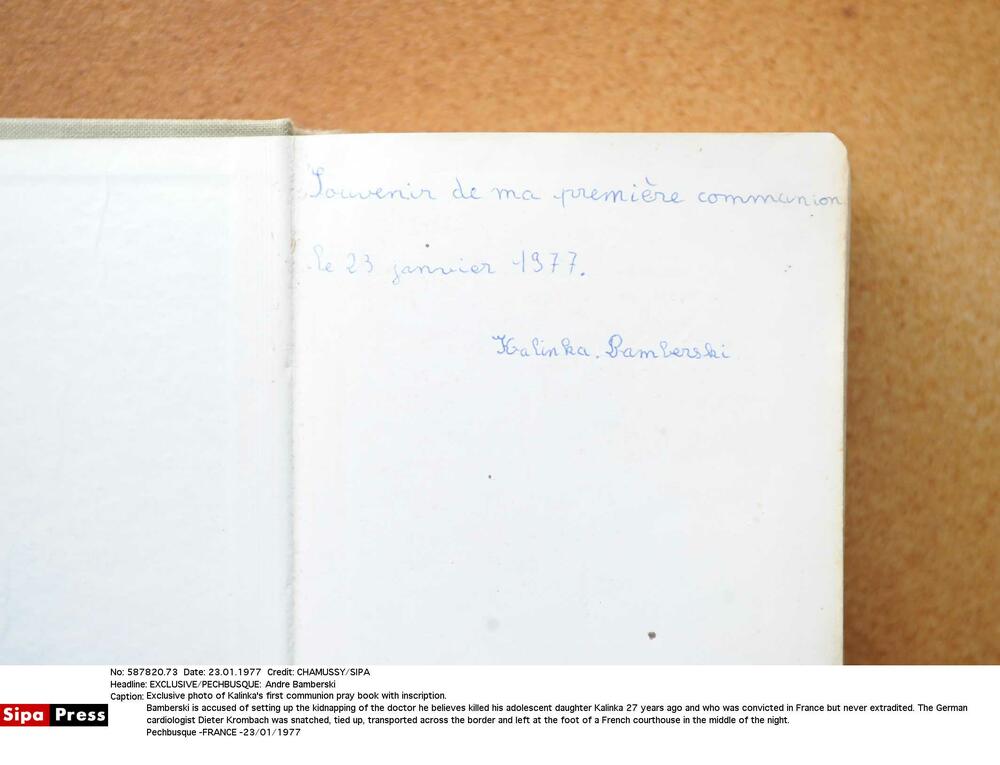 Souvenir de ma première communion
le 23 janvier 1977.
Kalinka. Bamberski
No: 587820.73 Date: 23.01.1977 Credit: CHAMUSSY/SIPA
Headline: EXCLUSIVE/PECHBUSQUE: Andre Bamberski
Caption: Exclusive photo of Kalinka's first communion pray book with inscription.
Sipa Press
Bamberski is accused of setting up the kidnapping of the doctor he believes killed his adolescent daughter Kalinka 27 years ago and who was convicted in France but never extradited. The German
cardiologist Dieter Krombach was snatched, tied up, transported across the border and left at the foot of a French courthouse in the middle of the night.
Pechbusque -FRANCE -23/01/1977